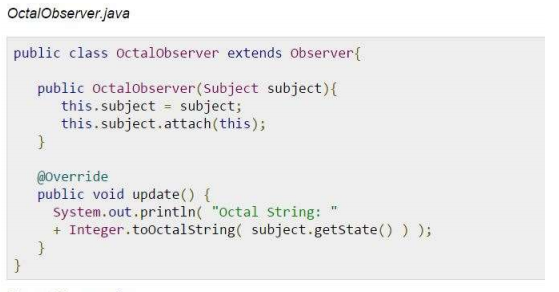 OctalObserver.java
public class OctalObserver extends Observer{
public OctalObserver(Subject subject){
this.subject = subject;
this.subject.attach(this);
}
@Override
public void update() {
System.out.println( "Octal String: "
+ Integer.toOctalString( subject.getState() ) );
}
}